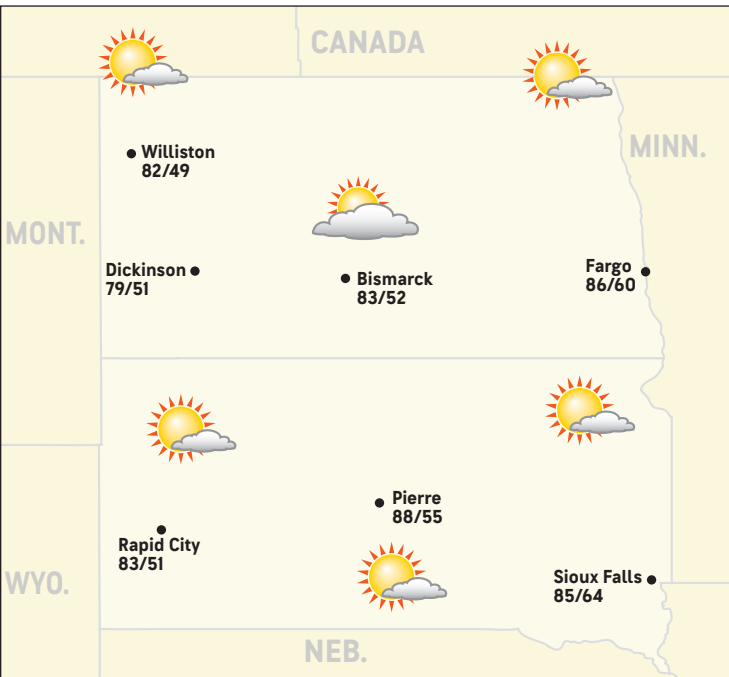 CANADA
MINN.
Williston
82/49
MONT.
Dickinson
79/51
Bismarck
83/52
Fargo
86/60
Pierre
88/55
Rapid City
83/51
WYO.
Sioux Falls
85/64
NEB.